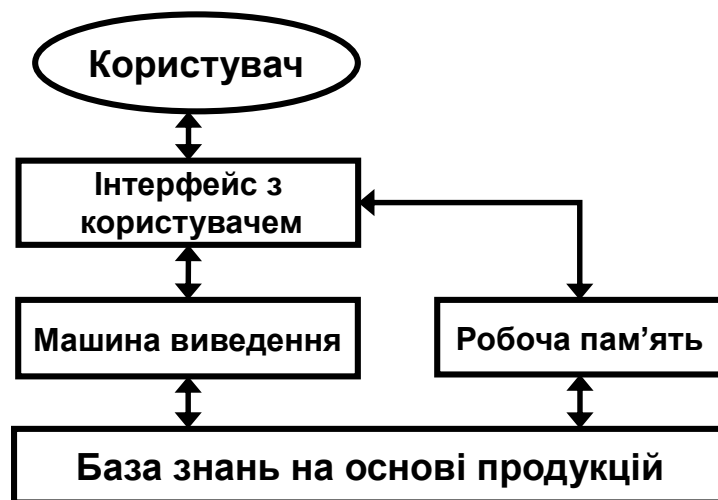 Користувач
Інтерфейс з
користувачем
Машина виведення
Робоча пам’ять
База знань на основі продукцій